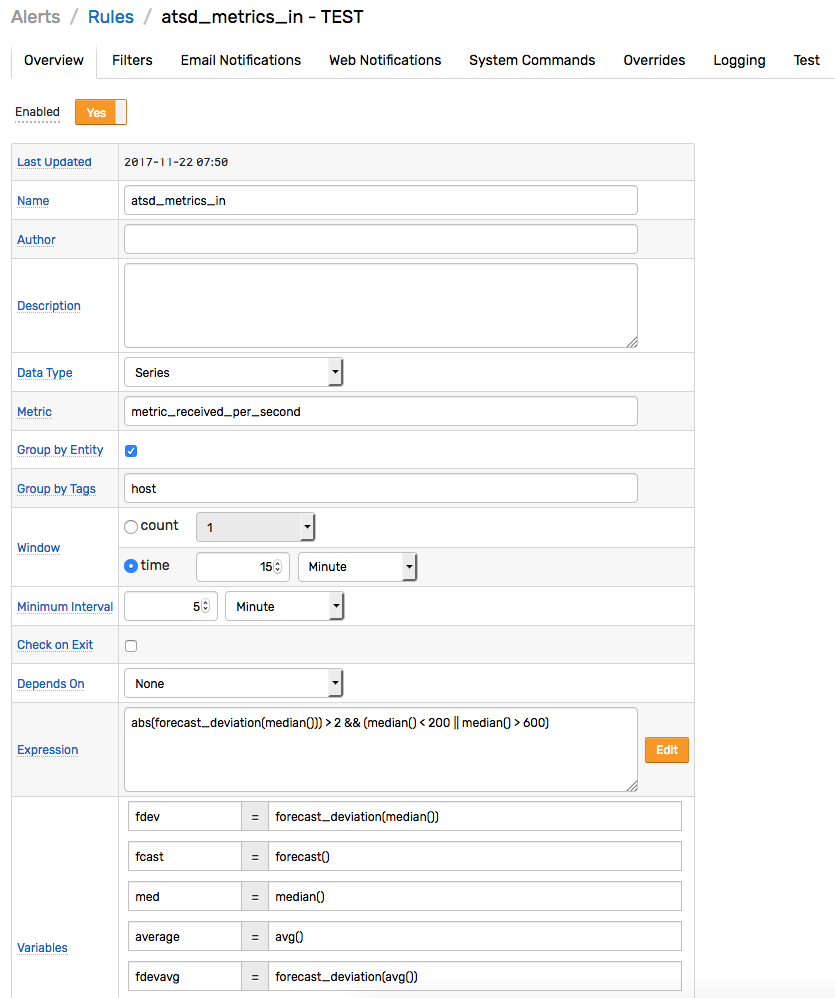 Alerts / Rules / atsd_metrics_in - TEST
Overview Filters Email Notifications Web Notifications System Commands Overrides Logging Test
Enabled Yes
Last Updated 2017-11-22 07:50
Name atsd_metrics_in
Author
Description
Data Type Series
Metric metric_received_per_second
Group by Entity
Group by Tags host
Window count 1
time 15 Minute
Minimum Interval 5 Minute
Check on Exit
Depends On None
Expression abs(forecast_deviation(median())) > 2 && (median() < 200 || median() > 600) Edit
Variables fdev = forecast_deviation(median())
fcast = forecast()
med = median()
average = avg()
fdevavg = forecast_deviation(avg())